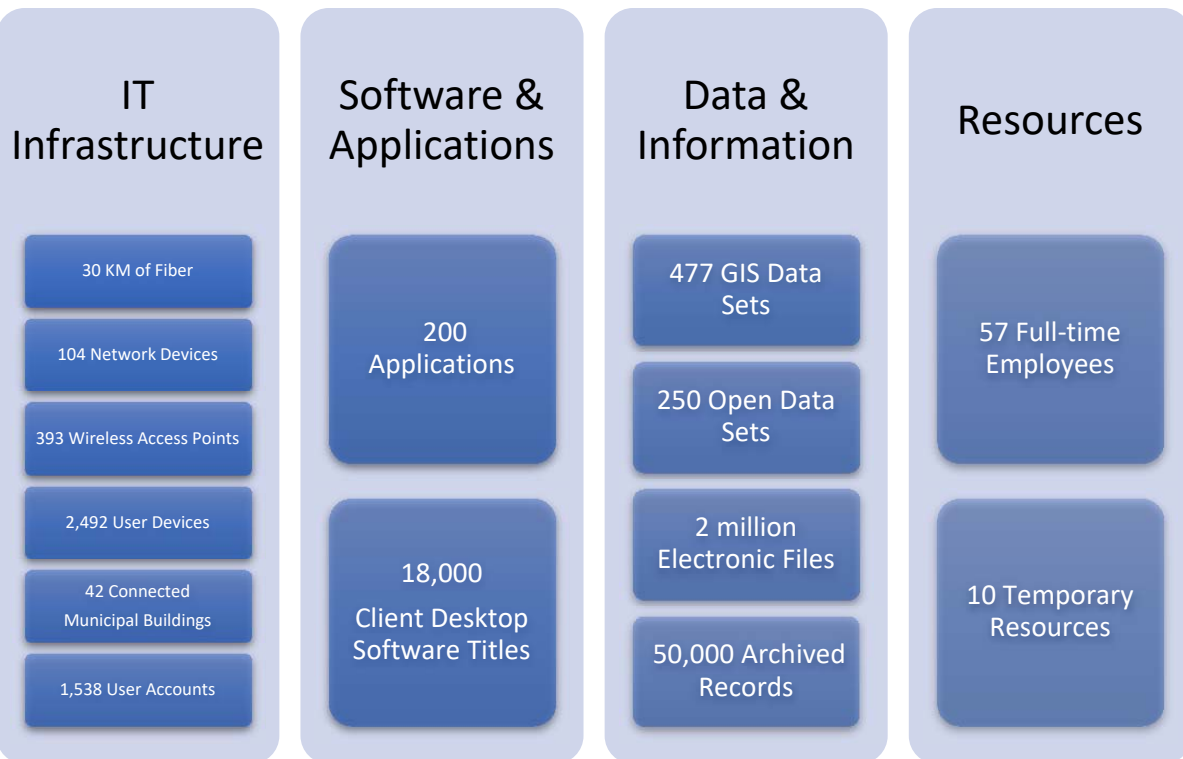 IT
Infrastructure
30 KM of Fiber
104 Network Devices
393 Wireless Access Points
2,492 User Devices
42 Connected
Municipal Buildings
1,538 User Accounts
Software &
Applications
200
Applications
18,000
Client Desktop
Software Titles
Data &
Information
477 GIS Data
Sets
250 Open Data
Sets
2 million
Electronic Files
50,000 Archived
Records
Resources
57 Full-time
Employees
10 Temporary
Resources